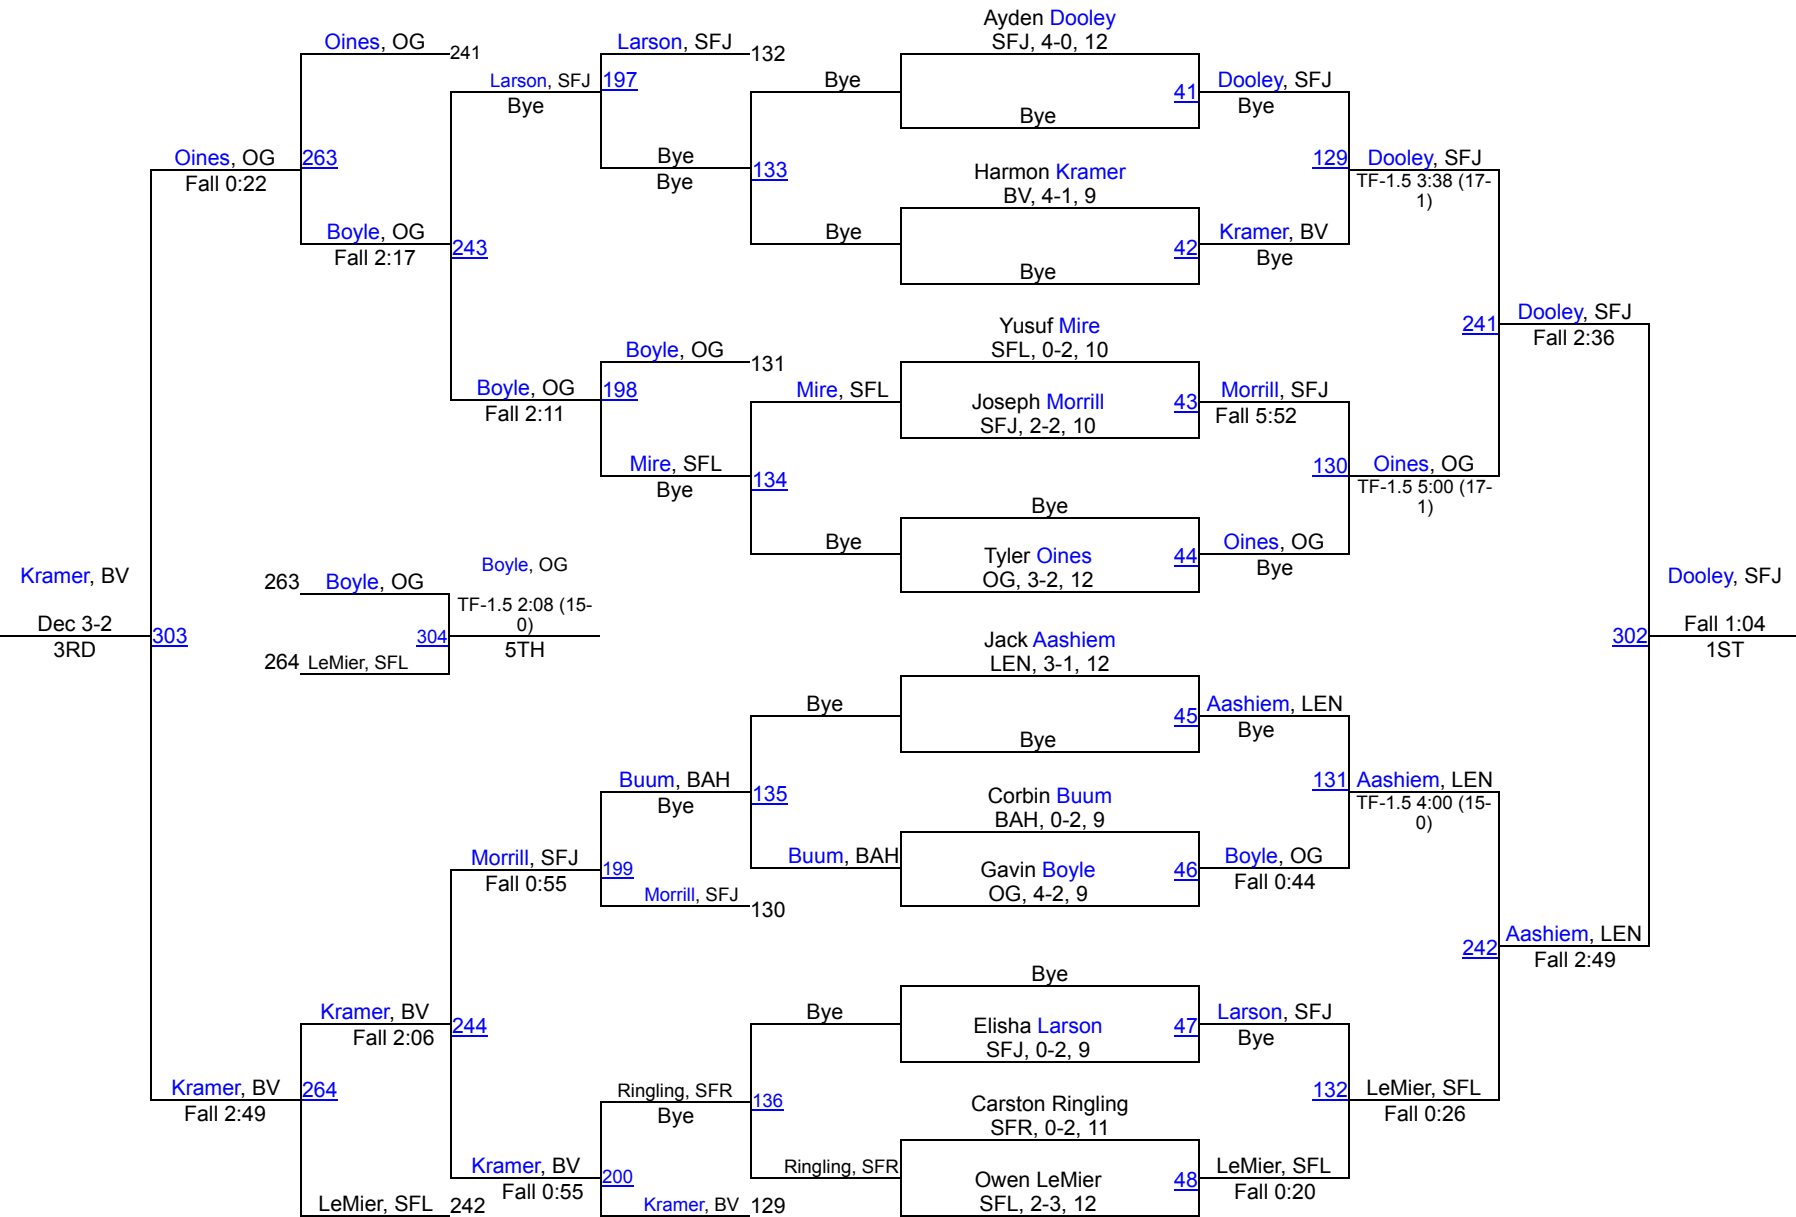 Ayden Dooley
SFJ, 4-0, 12
Oines, OG
241
Larson, SFJ
132
Larson, SFJ
197
Bye
Bye
41
Dooley, SFJ
Bye
Bye
Bye
Bye
133
Bye
Harmon Kramer
BV, 4-1, 9
129
Dooley, SFJ
TF-1.5 3:38 (17-
1)
Oines, OG
263
Fall 0:22
Boyle, OG
243
Fall 2:17
Bye
42
Kramer, BV
Bye
Bye
Yusuf Mire
SFL, 0-2, 10
241
Dooley, SFJ
Fall 2:36
Boyle, OG
131
Boyle, OG
198
Fall 2:11
Mire, SFL
Joseph Morrill
SFJ, 2-2, 10
43
Morrill, SFJ
Fall 5:52
Mire, SFL
134
Bye
130
Oines, OG
TF-1.5 5:00 (17-
1)
Bye
Bye
Tyler Oines
OG, 3-2, 12
44
Oines, OG
Bye
Kramer, BV
Dec 3-2
303
3RD
263
Boyle, OG
Boyle, OG
TF-1.5 2:08 (15-
0)
304
5TH
264
LeMier, SFL
Dooley, SFJ
302
Fall 1:04
1ST
Jack Aashiem
LEN, 3-1, 12
Bye
45
Aashiem, LEN
Bye
Bye
Buum, BAH
135
Bye
Corbin Buum
BAH, 0-2, 9
131
Aashiem, LEN
TF-1.5 4:00 (15-
0)
Morrill, SFJ
199
Fall 0:55
Morrill, SFJ
130
Buum, BAH
Gavin Boyle
OG, 4-2, 9
46
Boyle, OG
Fall 0:44
242
Aashiem, LEN
Fall 2:49
Bye
Kramer, BV
244
Fall 2:06
Bye
Elisha Larson
SFJ, 0-2, 9
47
Larson, SFJ
Bye
Kramer, BV
264
Fall 2:49
Ringling, SFR
136
Bye
Carston Ringling
SFR, 0-2, 11
132
LeMier, SFL
Fall 0:26
Kramer, BV
200
Fall 0:55
Ringling, SFR
Owen LeMier
SFL, 2-3, 12
48
LeMier, SFL
Fall 0:20
LeMier, SFL
242
Kramer, BV
129